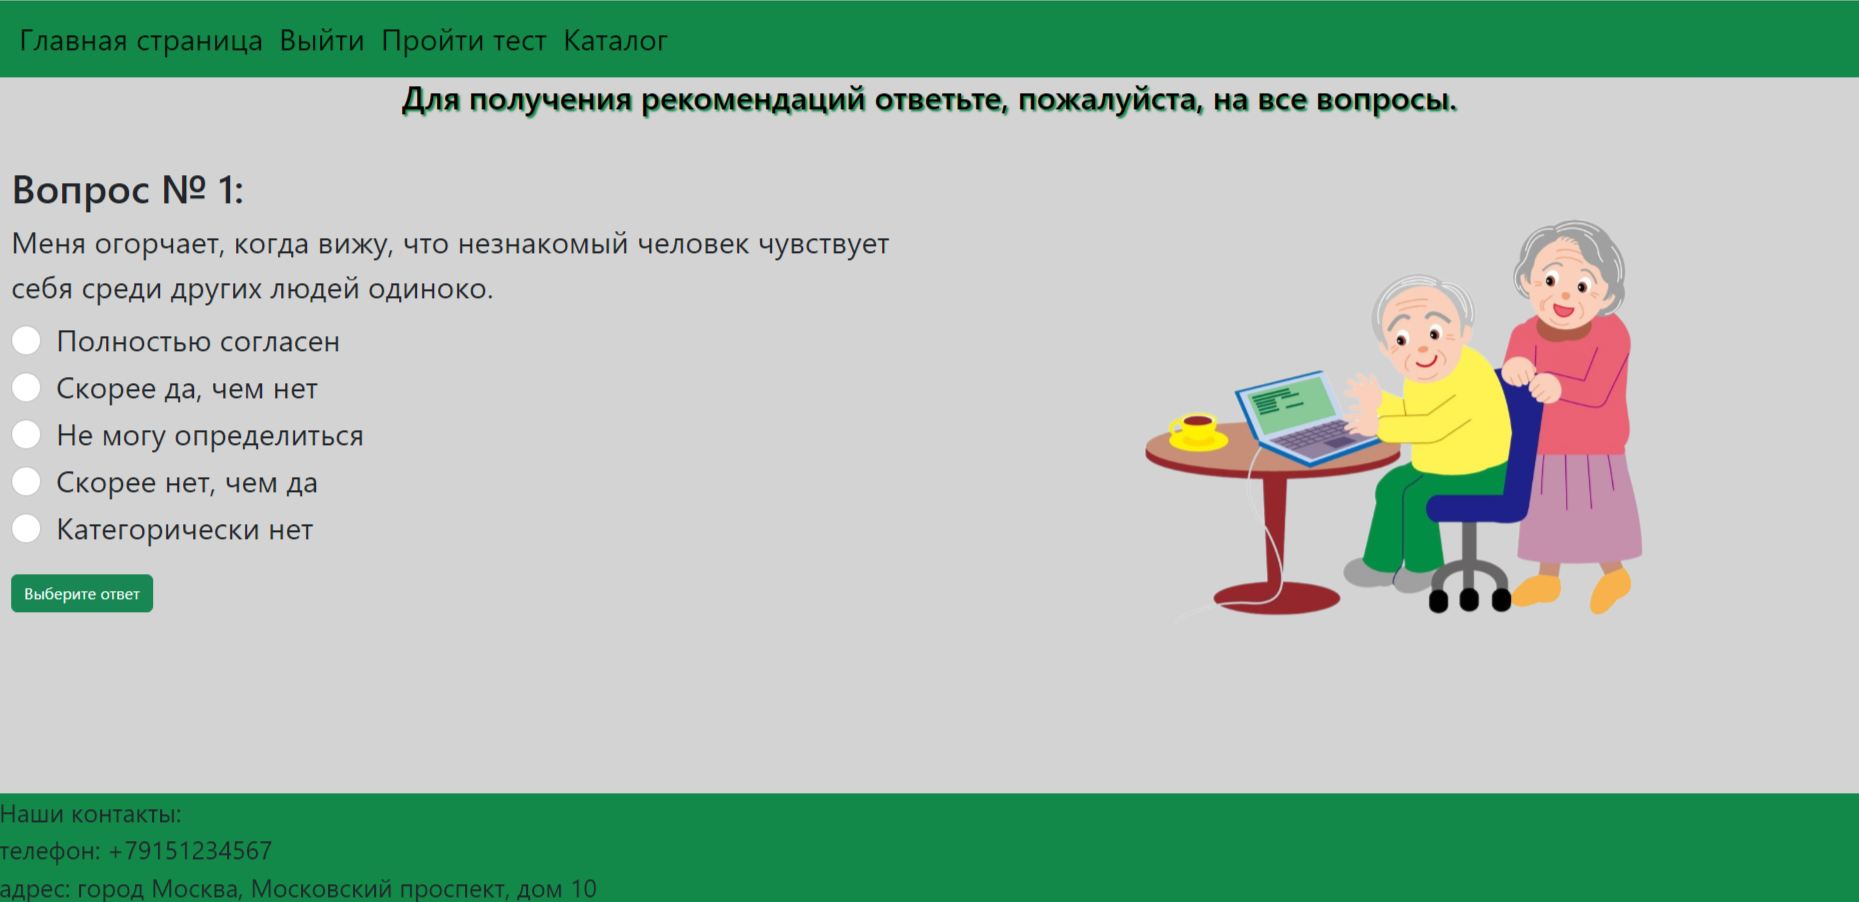 Главная страница Выйти Пройти тест Каталог
Для получения рекомендаций ответьте, пожалуйста, на все вопросы.
Вопрос № 1:
Меня огорчает, когда вижу, что незнакомый человек чувствует
себя среди других людей одиноко.
Полностью согласен
Скорее да, чем нет
Не могу определиться
Скорее нет, чем да
Категорически нет
Выберите ответ
Наши контакты:
телефон: +79151234567
адрес: город Москва, Московский проспект, дом 10